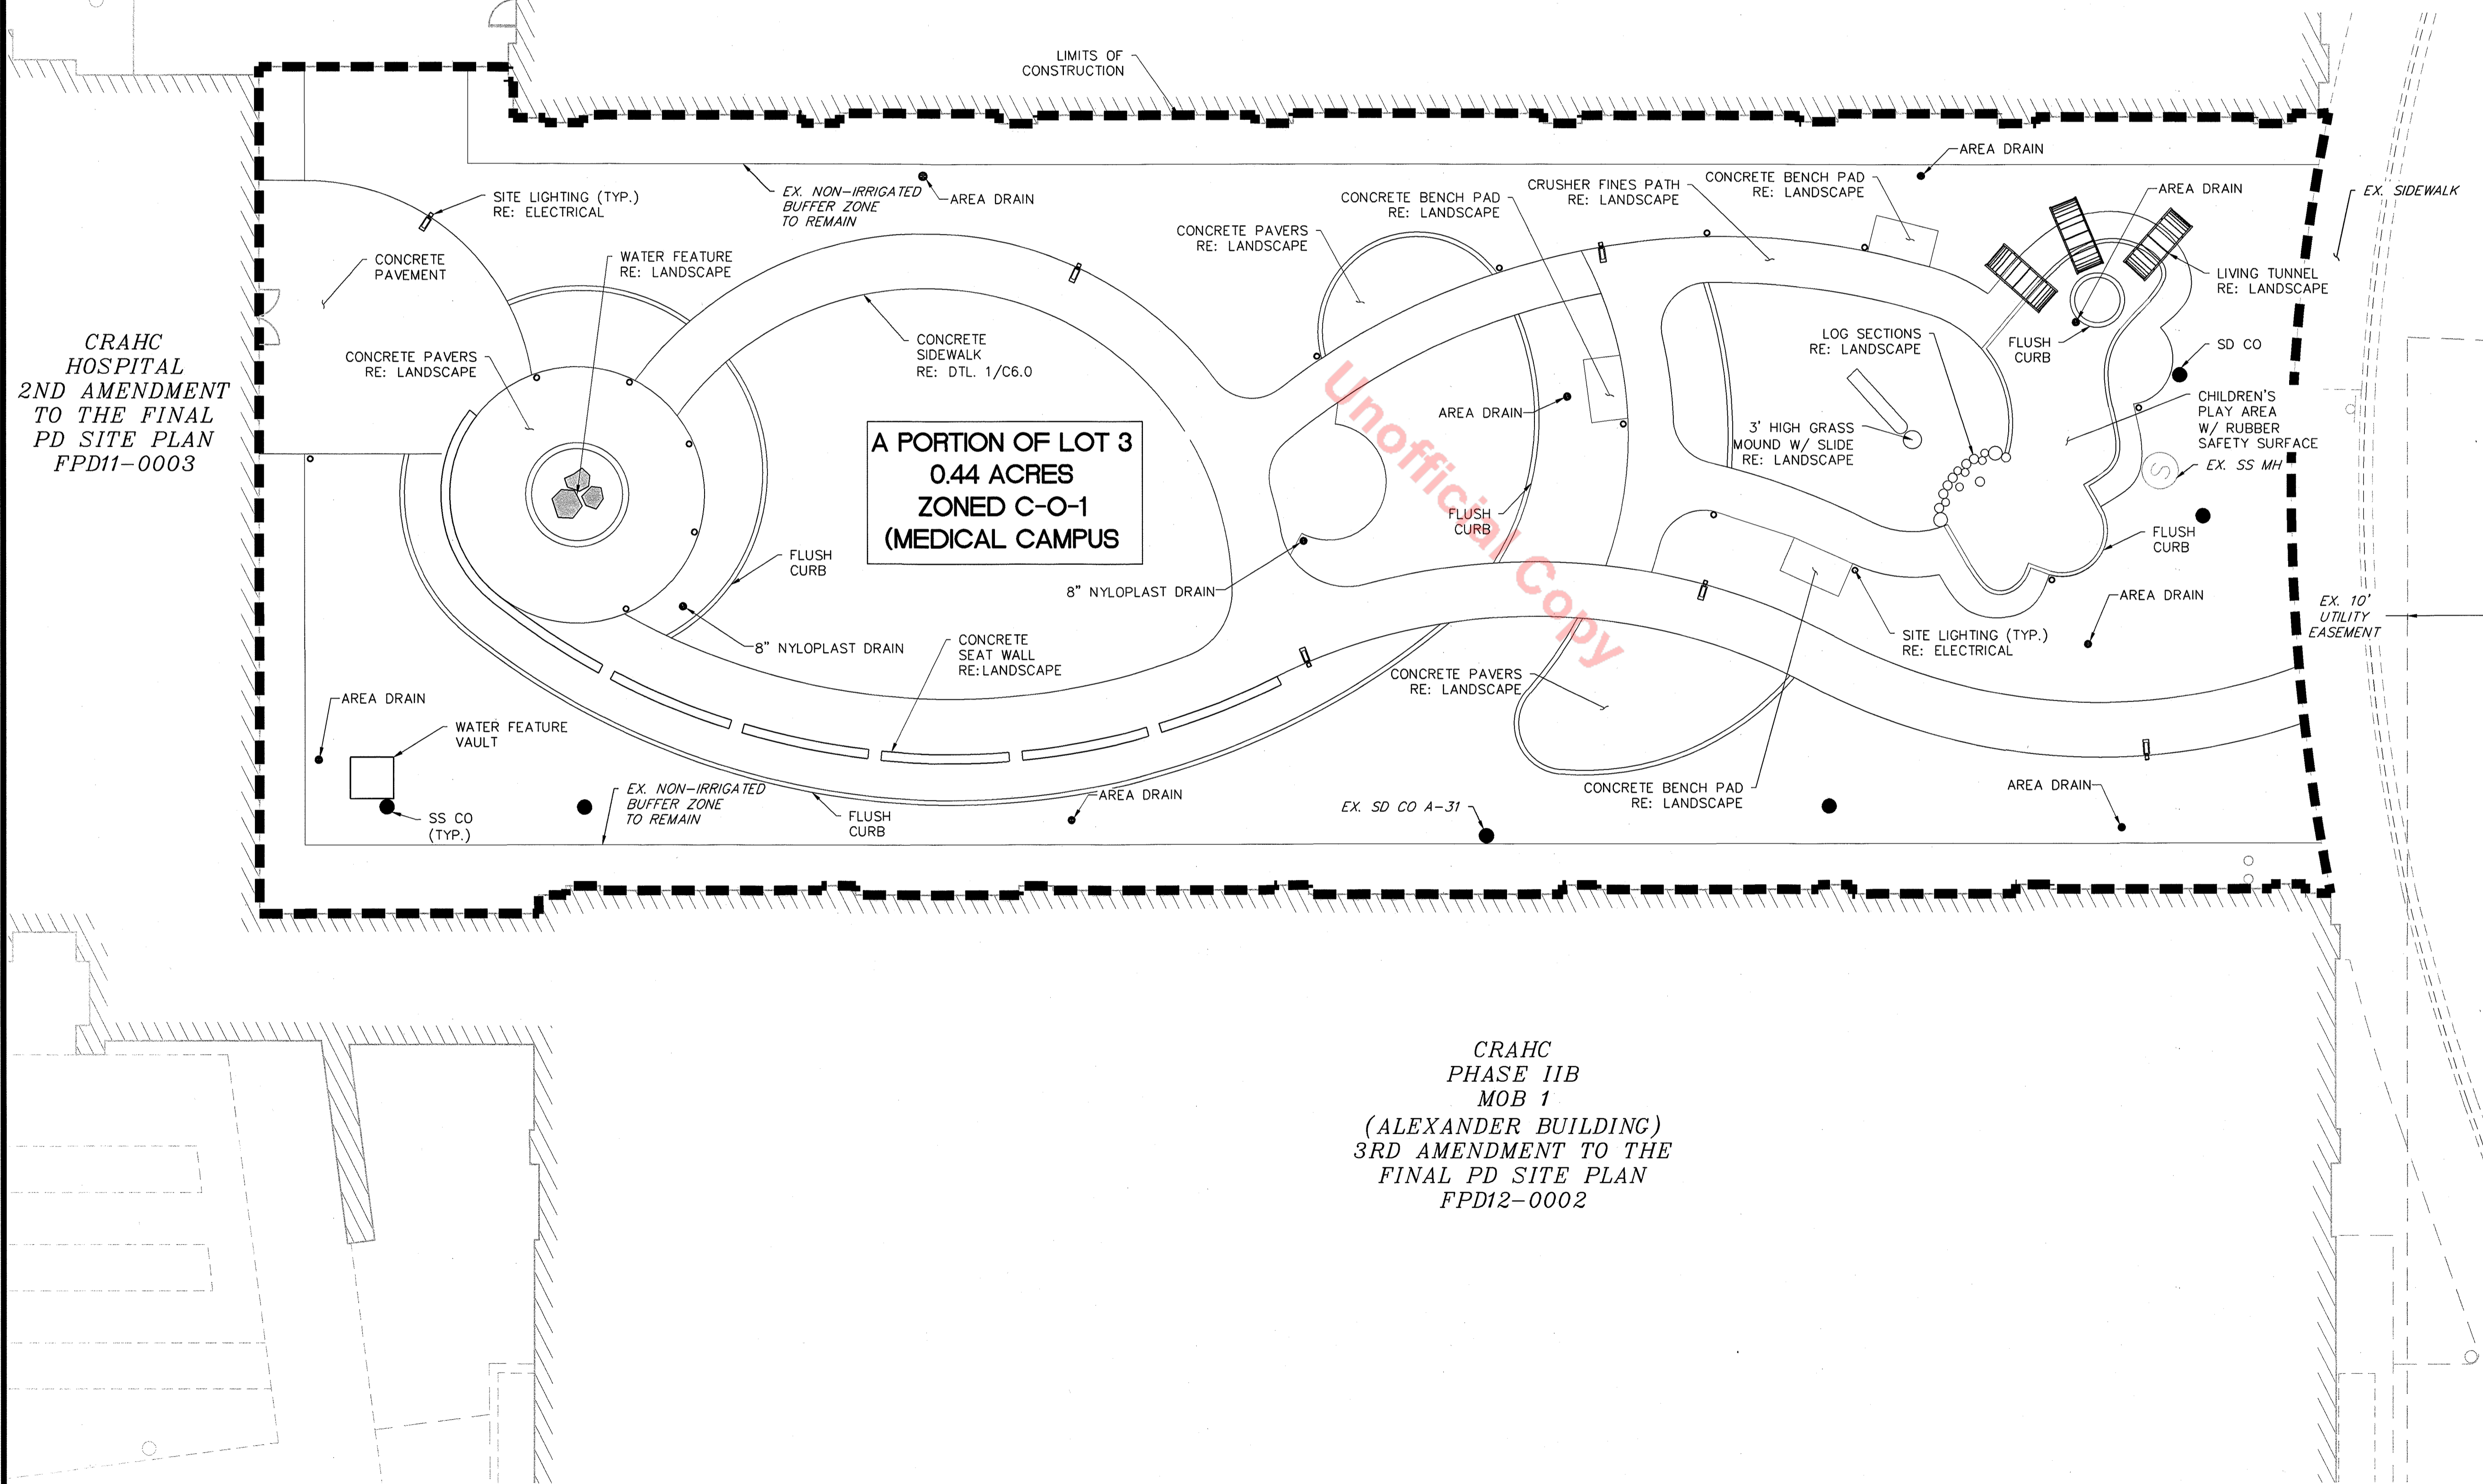 LIMITS OF
CONSTRUCTION
AREA DRAIN
SITE LIGHTING (TYP.)
RE: ELECTRICAL
EX. NON-IRRIGATED
BUFFER ZONE
TO REMAIN
AREA DRAIN
CONCRETE BENCH PAD
RE: LANDSCAPE
CRUSHER FINES PATH
RE: LANDSCAPE
CONCRETE BENCH PAD
RE: LANDSCAPE
AREA DRAIN
EX. SIDEWALK
CONCRETE PAVERS
RE: LANDSCAPE
CONCRETE
PAVEMENT
WATER FEATURE
RE: LANDSCAPE
LIVING TUNNEL
RE: LANDSCAPE
CRAHC
HOSPITAL
2ND AMENDMENT
TO THE FINAL
PD SITE PLAN
FPD11-0003
CONCRETE PAVERS
RE: LANDSCAPE
CONCRETE
SIDEWALK
RE: DTL. 1/C6.0
LOG SECTIONS
RE: LANDSCAPE
FLUSH
CURB
SD CO
CHILDREN'S
PLAY AREA
W/ RUBBER
SAFETY SURFACE
A PORTION OF LOT 3
0.44 ACRES
ZONED C-O-1
(MEDICAL CAMPUS
AREA DRAIN
3' HIGH GRASS
MOUND W/ SLIDE
RE: LANDSCAPE
EX. SS MH
S
Unofficial Copy
FLUSH
CURB
FLUSH
CURB
FLUSH
CURB
8" NYLOPLAST DRAIN
AREA DRAIN
EX. 10'
UTILITY
EASEMENT
8" NYLOPLAST DRAIN
CONCRETE
SEAT WALL
RE:LANDSCAPE
SITE LIGHTING (TYP.)
RE: ELECTRICAL
CONCRETE PAVERS
RE: LANDSCAPE
AREA DRAIN
WATER FEATURE
VAULT
EX. NON-IRRIGATED
BUFFER ZONE
TO REMAIN
AREA DRAIN
CONCRETE BENCH PAD
RE: LANDSCAPE
AREA DRAIN
EX. SD CO A-31
SS CO
(TYP.)
FLUSH
CURB
CRAHC
PHASE IIB
MOB 1
(ALEXANDER BUILDING)
3RD AMENDMENT TO THE
FINAL PD SITE PLAN
FPD12-0002